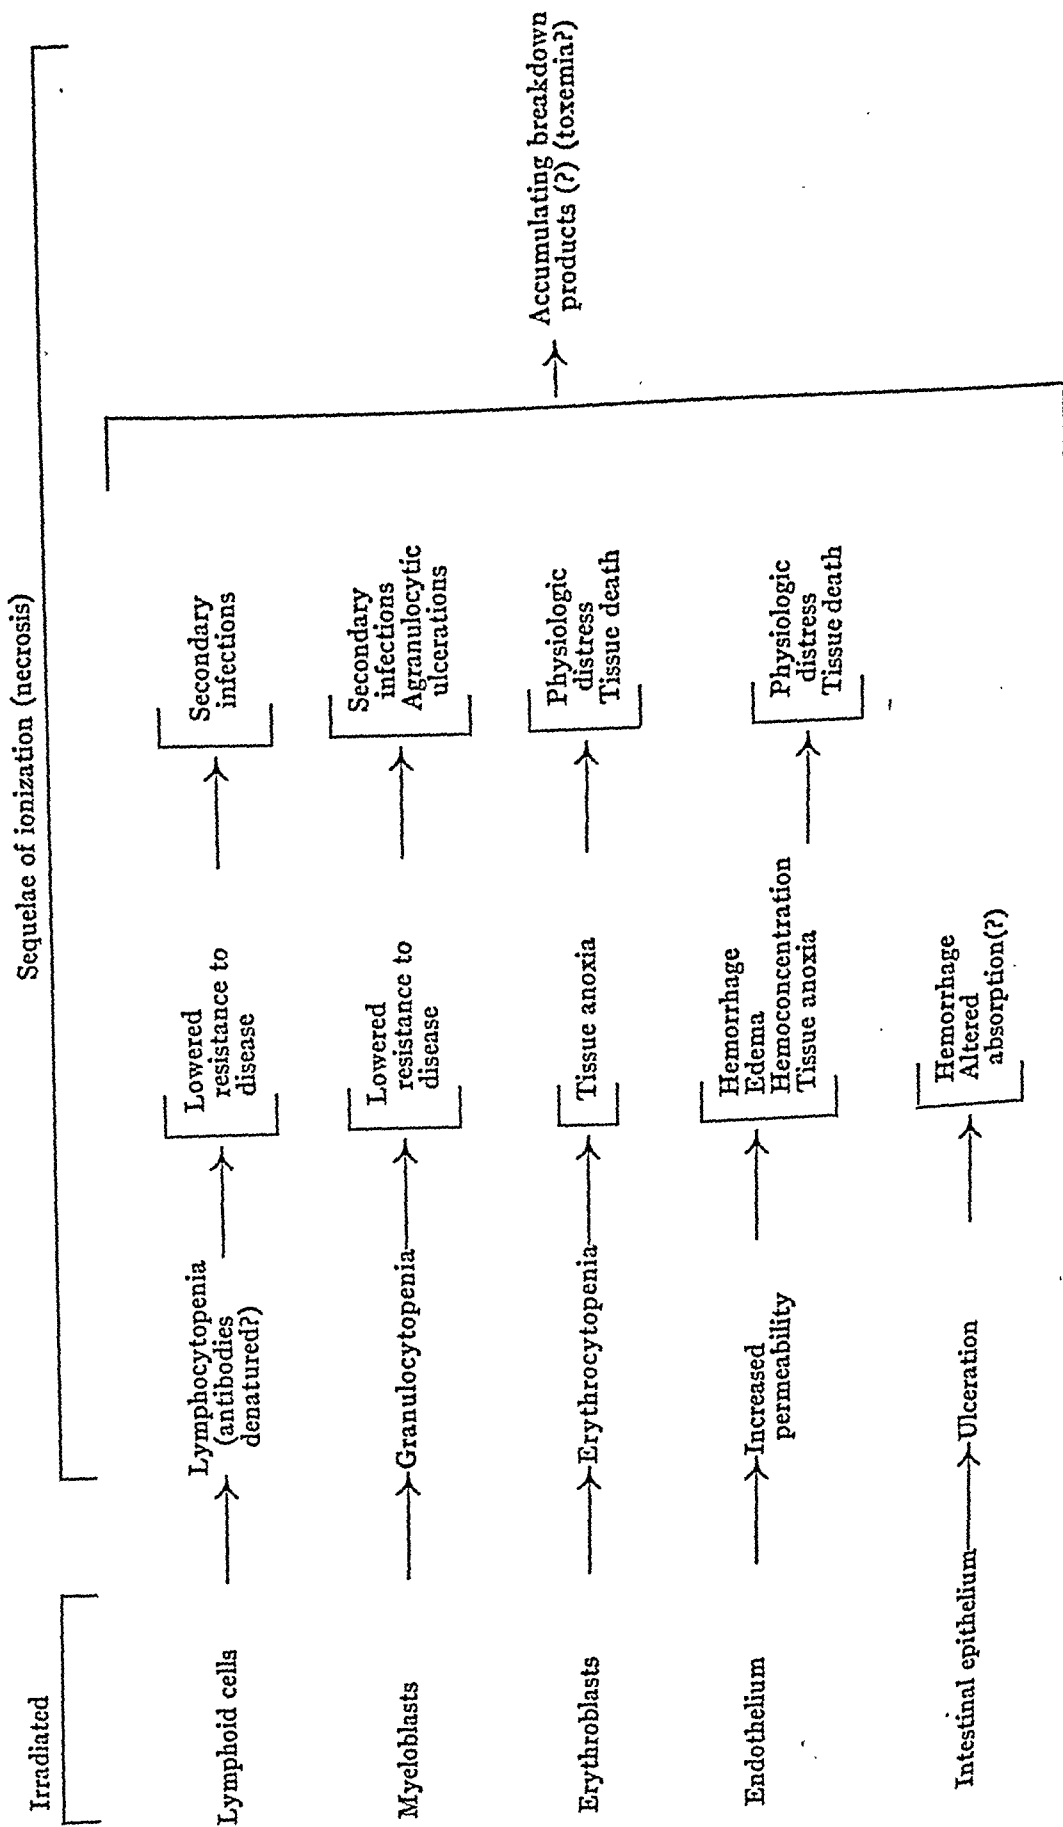 Sequelae of ionization (necrosis)
Irradiated
Lymphoid cells
Lymphocytopenia
(antibodies
denatured?)
Lowered
resistance to
disease
Secondary
infections
Myeloblasts
Granulocytopenia
Lowered
resistance to
disease
Secondary
infections
Agranulocytic
ulcerations
Erythroblasts
Erythrocytopenia
Tissue anoxia
Physiologic
distress
Tissue death
Endothelium
Increased
permeability
Hemorrhage
Edema
Hemoconcentration
Tissue anoxia
Physiologic
distress
Tissue death
Intestinal epithelium
Ulceration
Hemorrhage
Altered
absorption(?)
Accumulating breakdown
products (?) (toxemia?)